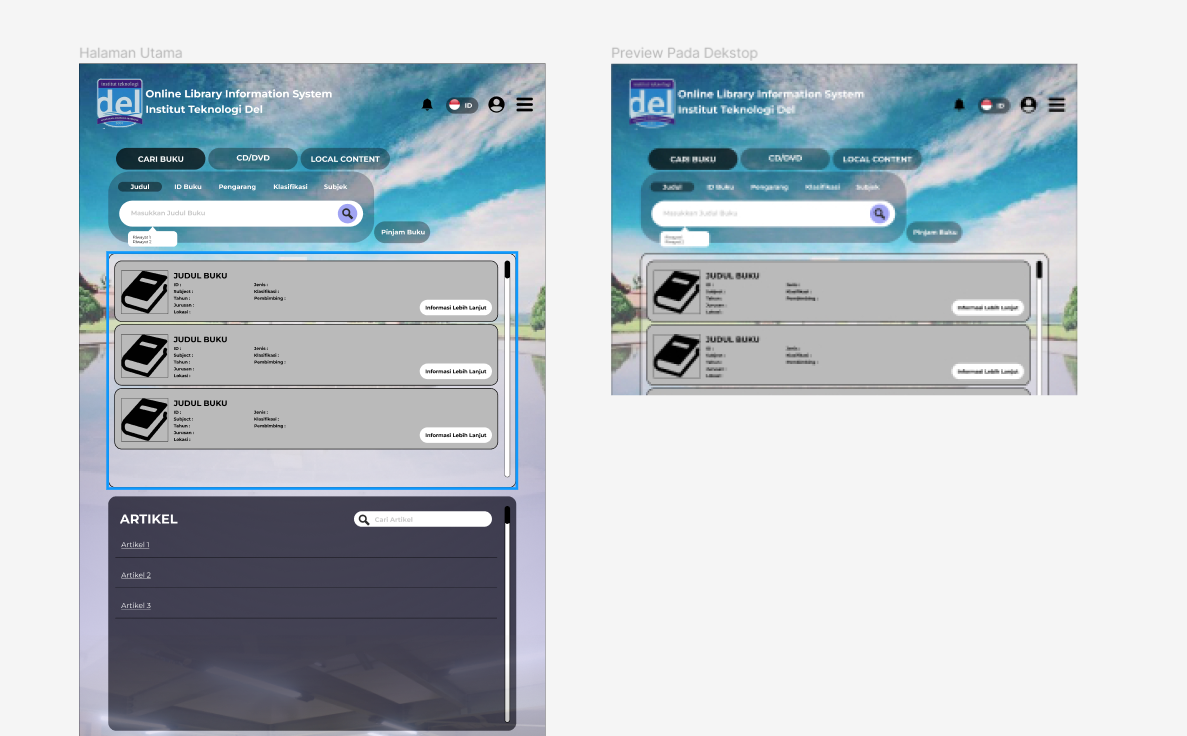 Halaman Utama
institut teknologi
del
Online Library Information System
Institut Teknologi Del
ID
CARI BUKU
CD/DVD
LOCAL CONTENT
Judul
ID Buku
Pengarang
Klasifikasi
Subjek
Masukkan Judul Buku
Riwayat 1
Riwayat 2
Pinjam Buku
JUDUL BUKU
ID :
Jenis :
Subject :
Klasifikasi :
Tahun :
Pembimbing :
Jurusan :
Lokasi :
Informasi Lebih Lanjut
JUDUL BUKU
ID :
Jenis :
Subject :
Klasifikasi :
Tahun :
Pembimbing :
Jurusan :
Lokasi :
Informasi Lebih Lanjut
JUDUL BUKU
ID :
Jenis :
Subject :
Klasifikasi :
Tahun :
Pembimbing :
Jurusan :
Lokasi :
Informasi Lebih Lanjut
ARTIKEL
Cari Artikel
Artikel 1
Artikel 2
Artikel 3
Preview Pada Dekstop
del
Online Library Information System
Institut Teknologi Del
ID
CARI BUKU
CD/DVD
LOCAL CONTENT
Judul
ID Buku
Pengarang
Klasifikasi
Subjek
Masukkan Judul Buku
Pinjam Buku
JUDUL BUKU
ID :
Jenis :
Subject :
Klasifikasi :
Tahun :
Pembimbing :
Jurusan :
Lokasi :
Informasi Lebih Lanjut
JUDUL BUKU
ID :
Jenis :
Subject :
Klasifikasi :
Tahun :
Pembimbing :
Jurusan :
Lokasi :
Informasi Lebih Lanjut